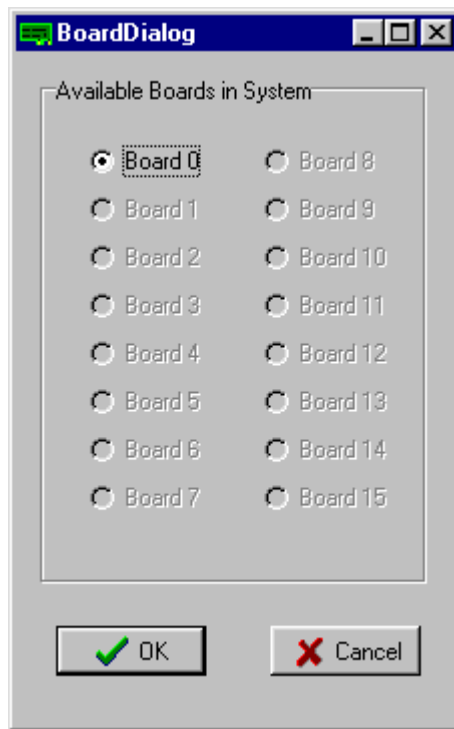 BoardDialog
Available Boards in System
Board 0
Board 1
Board 2
Board 3
Board 4
Board 5
Board 6
Board 7
Board 8
Board 9
Board 10
Board 11
Board 12
Board 13
Board 14
Board 15
OK
Cancel